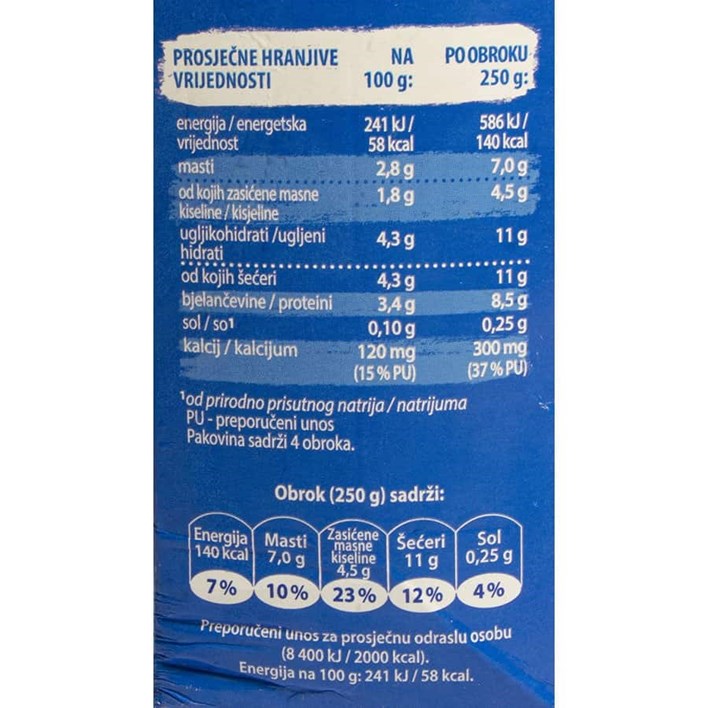 PROSJEČNE HRANJIVE VRIJEDNOSTI NA 100 g: PO OBROKU 250 g:
energija / energetska vrijednost 241 kJ / 58 kcal 586 kJ / 140 kcal
masti 2,8 g 7,0 g
od kojih zasićene masne kiseline / kisjeline 1,8 g 4,5 g
ugljikohidrati /ugljeni hidrati 4,3 g 11 g
od kojih šećeri 4,3 g 11 g
bjelančevine / proteini 3,4 g 8,5 g
sol / so¹ 0,10 g 0,25 g
kalcij / kalcijum 120 mg (15 % PU) 300 mg (37 % PU)
¹od prirodno prisutnog natrija / natrijuma
PU - preporučeni unos
Pakovina sadrži 4 obroka.
Obrok (250 g) sadrži:
Energija 140 kcal 7%
Masti 7,0 g 10%
Zasićene masne kiseline 4,5 g 23%
Šećeri 11 g 12%
Sol 0,25 g 4%
Preporučeni unos za prosječnu odraslu osobu
(8 400 kJ / 2000 kcal).
Energija na 100 g: 241 kJ / 58 kcal.